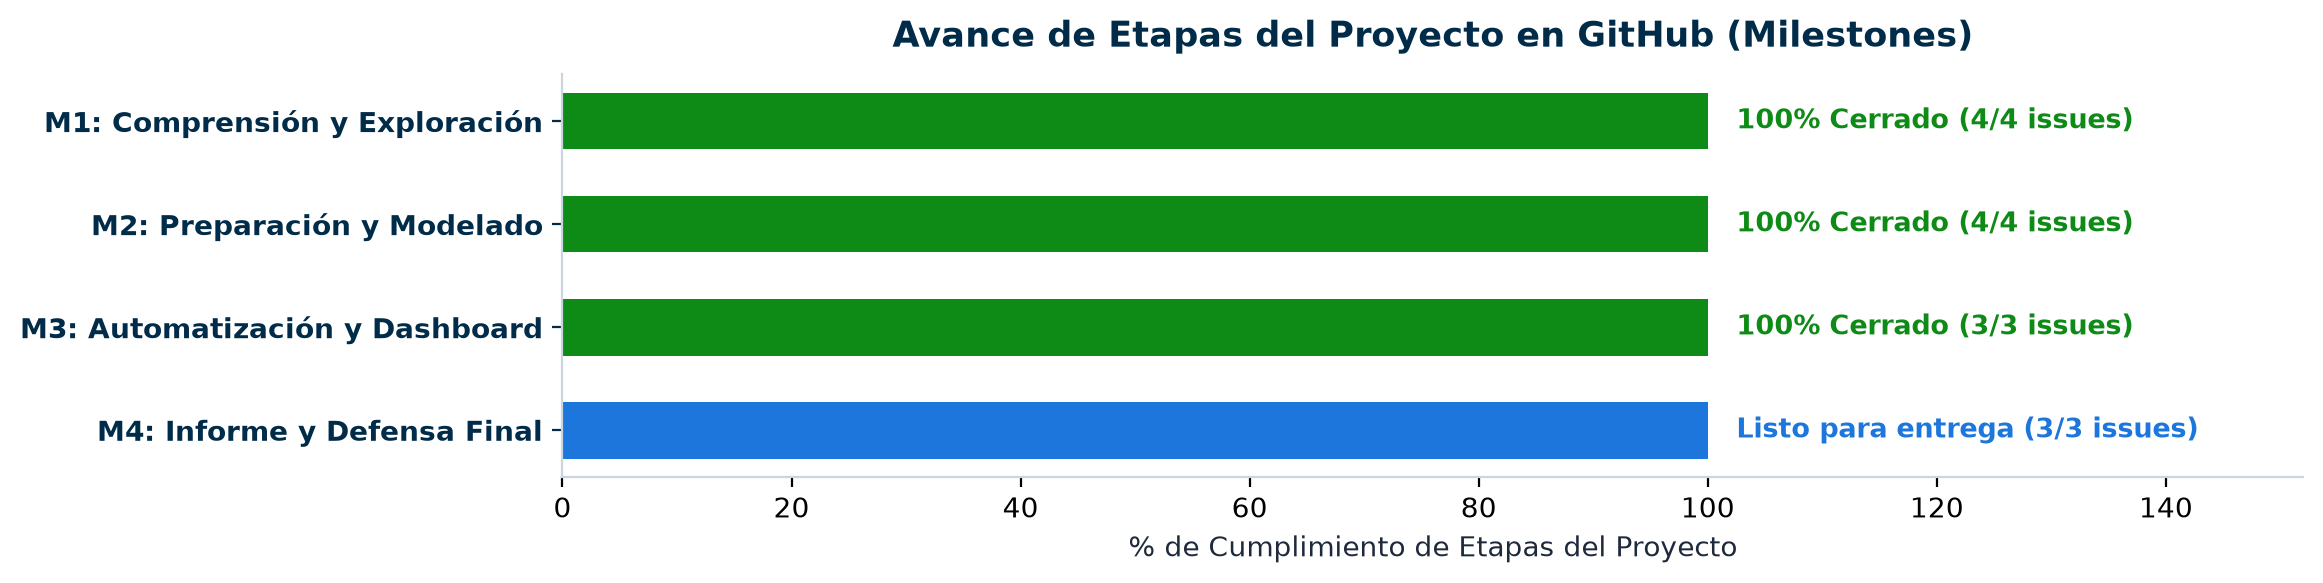 Avance de Etapas del Proyecto en GitHub (Milestones)
M1: Comprensión y Exploración
100% Cerrado (4/4 issues)
M2: Preparación y Modelado
100% Cerrado (4/4 issues)
M3: Automatización y Dashboard
100% Cerrado (3/3 issues)
M4: Informe y Defensa Final
Listo para entrega (3/3 issues)
0 20 40 60 80 100 120 140
% de Cumplimiento de Etapas del Proyecto